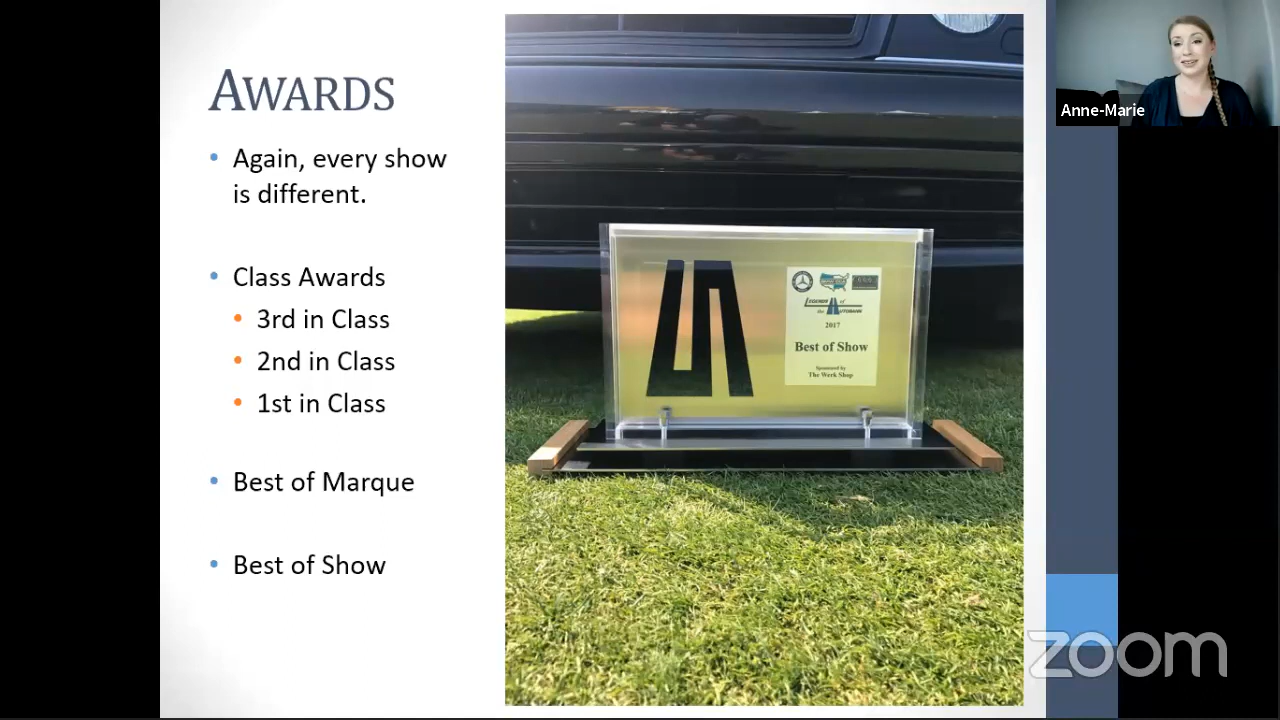 AWARDS
• Again, every show
is different.
• Class Awards
• 3rd in Class
• 2nd in Class
• 1st in Class
• Best of Marque
• Best of Show
LEGENDS of
the AUTOBAHN
2017
Best of Show
Sponsored by
The Werk Shop
Anne-Marie
zoom